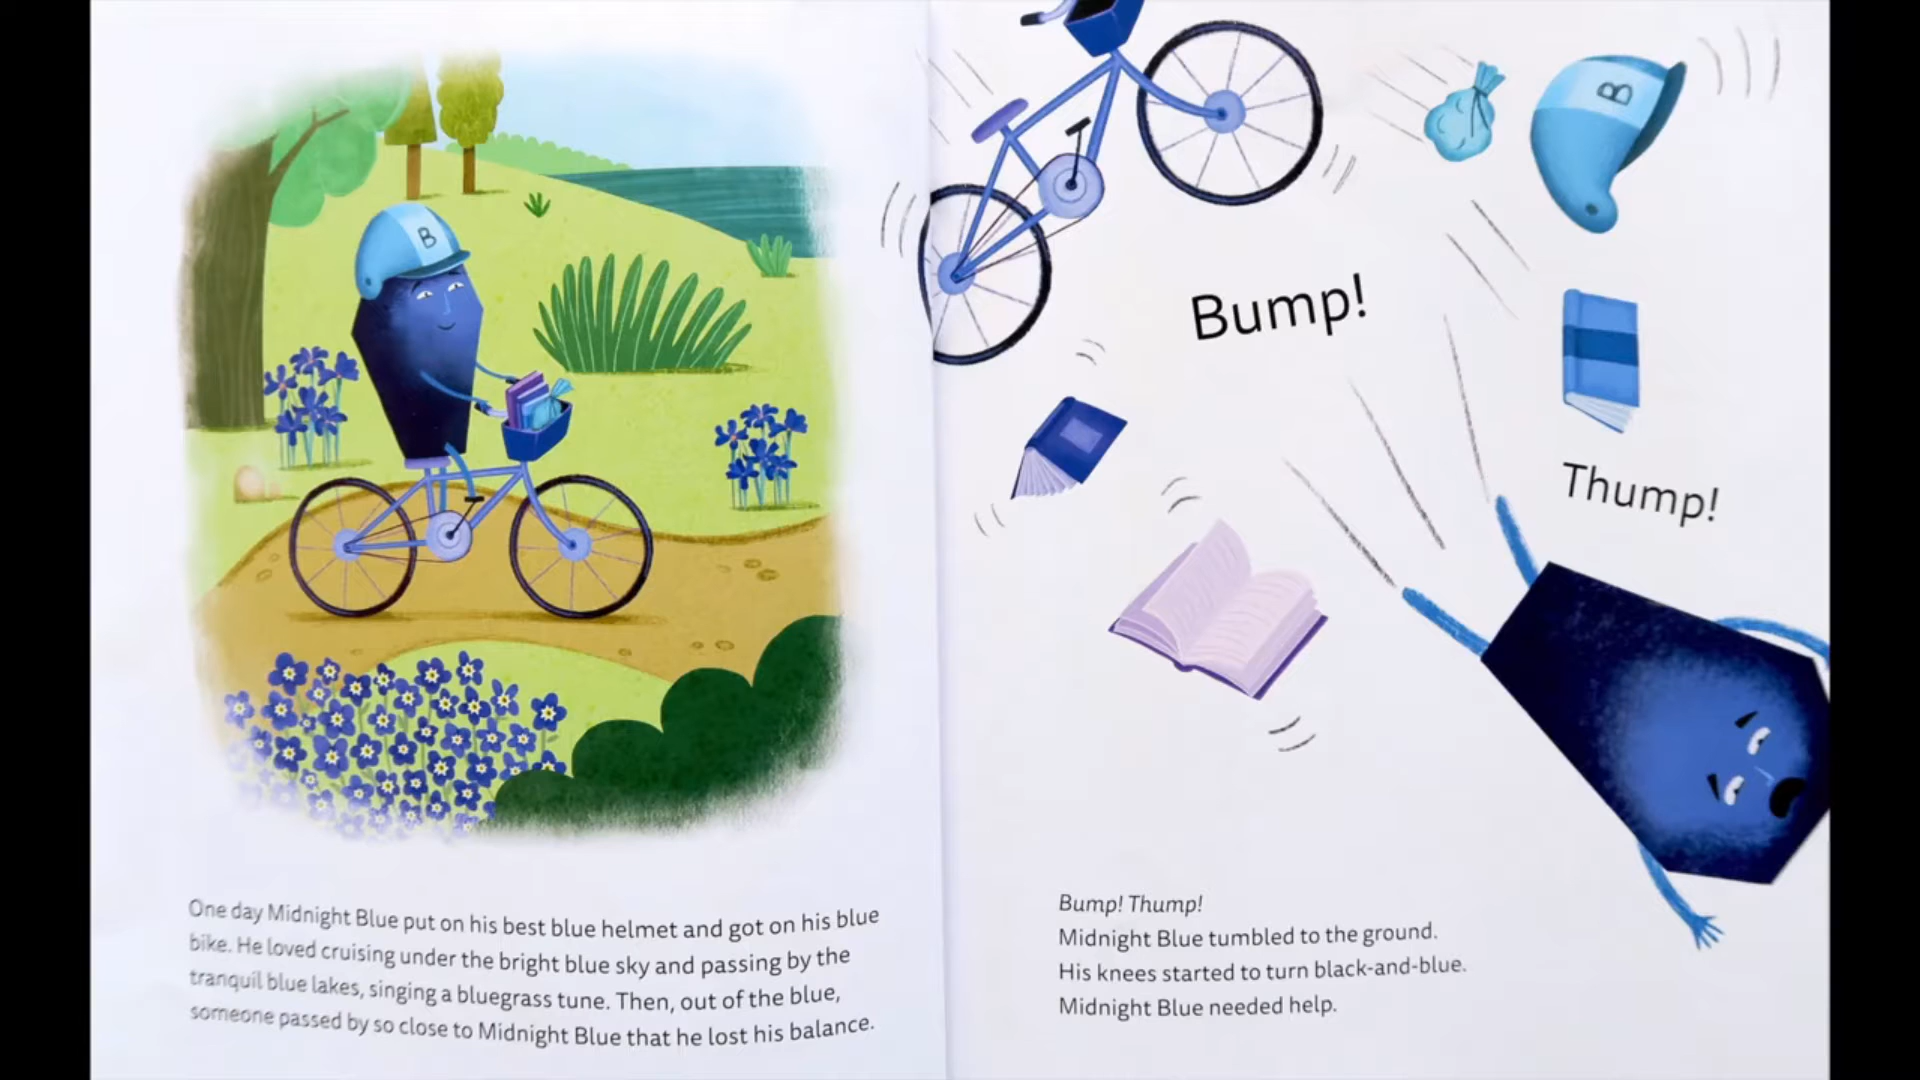 B
One day Midnight Blue put on his best blue helmet and got on his blue
bike. He loved cruising under the bright blue sky and passing by the
tranquil blue lakes, singing a bluegrass tune. Then, out of the blue,
someone passed by so close to Midnight Blue that he lost his balance.
B
Bump!
Thump!
Bump! Thump!
Midnight Blue tumbled to the ground.
His knees started to turn black-and-blue.
Midnight Blue needed help.